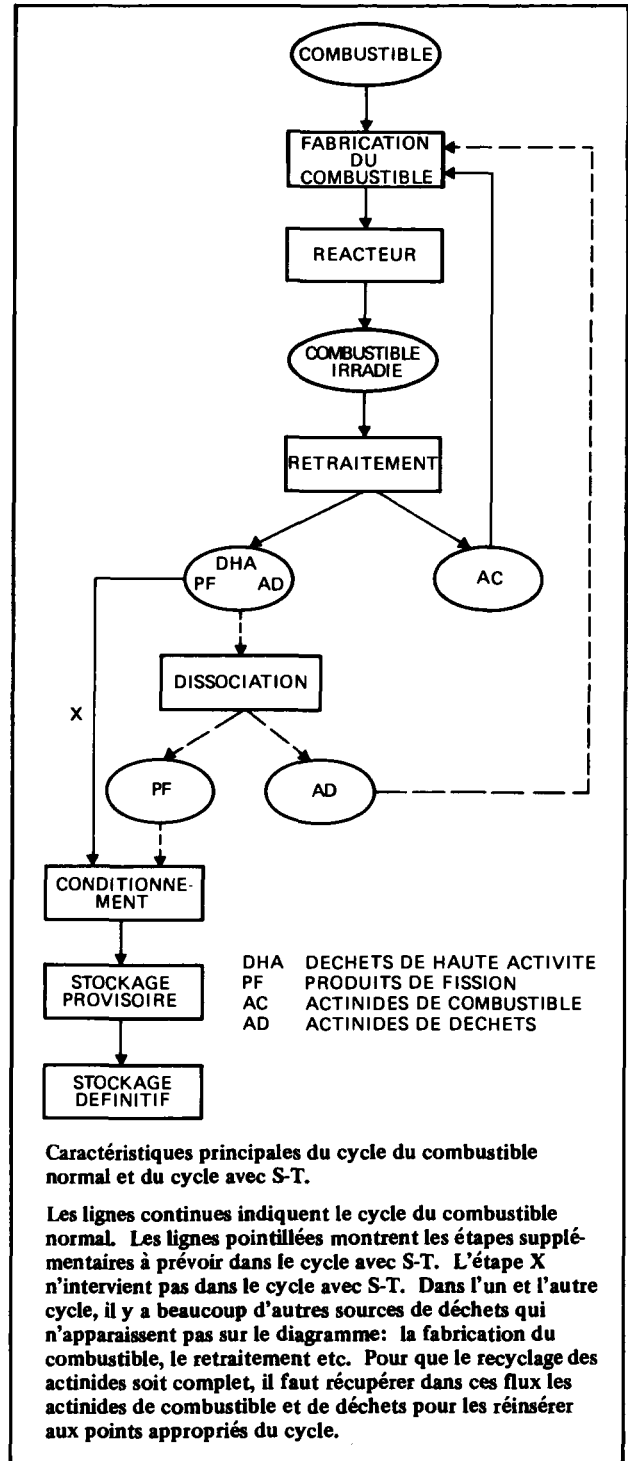 COMBUSTIBLE
FABRICATION
DU
COMBUSTIBLE
REACTEUR
COMBUSTIBLE
IRRADIE
RETRAITEMENT
DHA
PF AD
AC
DISSOCIATION
X
PF
AD
CONDITIONNE-
MENT
STOCKAGE
PROVISOIRE
STOCKAGE
DEFINITIF
DHA DECHETS DE HAUTE ACTIVITE
PF PRODUITS DE FISSION
AC ACTINIDES DE COMBUSTIBLE
AD ACTINIDES DE DECHETS
Caractéristiques principales du cycle du combustible
normal et du cycle avec S-T.
Les lignes continues indiquent le cycle du combustible
normal. Les lignes pointillées montrent les étapes supplé-
mentaires à prévoir dans le cycle avec S-T. L'étape X
n'intervient pas dans le cycle avec S-T. Dans l'un et l'autre
cycle, il y a beaucoup d'autres sources de déchets qui
n'apparaissent pas sur le diagramme: la fabrication du
combustible, le retraitement etc. Pour que le recyclage des
actinides soit complet, il faut récupérer dans ces flux les
actinides de combustible et de déchets pour les réinsérer
aux points appropriés du cycle.